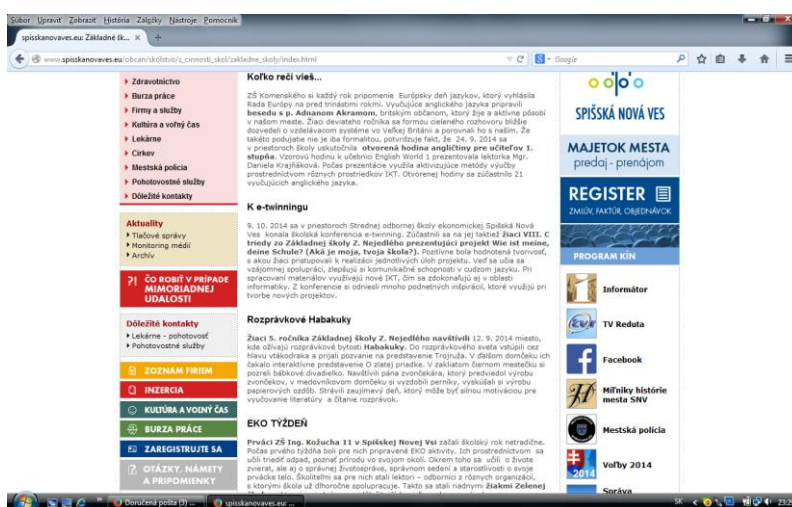 Súbor Upraviť Zobraziť História Záložky Nástroje Pomocník
spisskanovaves.eu: Základné šk...
www.spisskanovaves.eu/obcan/skolstvo/z_cinnosti_skol/zakladne_skoly/index.html
Google
Zdravotníctvo
Burza práce
Firmy a služby
Kultúra a voľný čas
Lekárne
Cirkev
Mestská polícia
Pohotovostné služby
Dôležité kontakty
Aktuality
Tlačové správy
Monitoring médií
Archív
?! ČO ROBIŤ V PRÍPADE
MIMORIADNEJ
UDALOSTI
Dôležité kontakty
Lekárne - pohotovosť
Pohotovostné služby
ZOZNAM FIRIEM
INZERCIA
KULTÚRA A VOĽNÝ ČAS
BURZA PRÁCE
ZAREGISTRUJTE SA
OTÁZKY, NÁMETY
A PRIPOMIENKY
Koľko rečí vieš...
ZŠ Komenského si každý rok pripomenie Európsky deň jazykov, ktorý vyhlásila
Rada Európy na pred trinástimi rokmi. Vyučujúce anglického jazyka pripravili
besedu s p. Adnanom Akramom, britským občanom, ktorý žije a aktívne pôsobí
v našom meste. Žiaci deviateho ročníka sa formou cieleného rozhovoru bližšie
dozvedeli o vzdelávacom systéme vo Veľkej Británii a porovnali ho s naším. Že
takéto podujatie nie je iba formalitou, potvrdzuje fakt, že 24. 9. 2014 sa
v priestoroch školy uskutočnila otvorená hodina angličtiny pre učiteľov 1.
stupňa. Vzorovú hodinu k učebnici English World 1 prezentovala lektorka Mgr.
Daniela Krajňáková. Počas prezentácie využila aktivizujúce metódy výučby
prostredníctvom rôznych prostriedkov IKT. Otvorenej hodiny sa zúčastnilo 21
vyučujúcich anglického jazyka.
K e-twinningu
9. 10. 2014 sa v priestoroch Strednej odbornej školy ekonomickej Spišská Nová
Ves konala školská konferencia e-twinning. Zúčastnili sa na jej taktiež žiaci VIII. C
triedy zo Základnej školy Z. Nejedlého prezentujúci projekt Wie ist meine,
deine Schule? (Aká je moja, tvoja škola?). Pozitívne bola hodnotená tvorivosť,
s akou žiaci pristupovali k realizácii jednotlivých úloh projektu. Veď sa učia sa
vzájomnej spolupráci, zlepšujú si komunikačné schopnosti v cudzom jazyku. Pri
spracovaní materiálov využívajú nové IKT, čím sa zdokonaľujú aj v oblasti
informatiky. Z konferencie si odniesli mnoho podnetných inšpirácií, ktoré využijú pri
tvorbe nových projektov.
Rozprávkové Habakuky
Žiaci 5. ročníka Základnej školy Z. Nejedlého navštívili 12. 9. 2014 miesto,
kde ožívajú rozprávkové bytosti Habakuky. Do rozprávkového sveta vstúpili cez
hlavu vtákodraka a prijali pozvanie na predstavenie Trojruža. V ďalšom domčeku ich
čakalo interaktívne predstavenie O zlatej priadke. V zakliatom čiernom mestečku si
pozreli bábkové divadielko. Navštívili pána zvončekára, ktorý predviedol výrobu
zvončekov, v medovníkovom domčeku si vyzdobili perníky, vyskúšali si výrobu
papierových ozdôb. Strávili zaujímavý deň, ktorý môže byť silnou motiváciou pre
vyučovanie literatúry a čítanie rozprávok.
EKO TÝŽDEŇ
Prváci ZŠ Ing. Kožucha 11 v Spišskej Novej Vsi začali školský rok netradične.
Počas prvého týždňa boli pre nich pripravené EKO aktivity. Ich prostredníctvom sa
učili triediť odpad, poznať prírodu vo svojom okolí. Okrem toho sa učili o živote
zvierat, ale aj o správnej životospráve, správnom sedení a starostlivosti o svoje
prvácke telo. Školiteľmi sa pre nich stali lektori – odborníci z rôznych organizácií,
s ktorými škola už dlhoročne spolupracuje. Takto sa stali riadnymi žiakmi Zelenej
SPIŠSKÁ NOVÁ VES
MAJETOK MESTA
predaj - prenájom
REGISTER
ZMLÚV, FAKTÚR, OBJEDNÁVOK
PROGRAM KÍN
Informátor
TV Reduta
Facebook
Míľniky histórie
mesta SNV
Mestská polícia
Voľby 2014
Správa
Doručená pošta (3) ...
spisskanovaves.eu: ...
SK